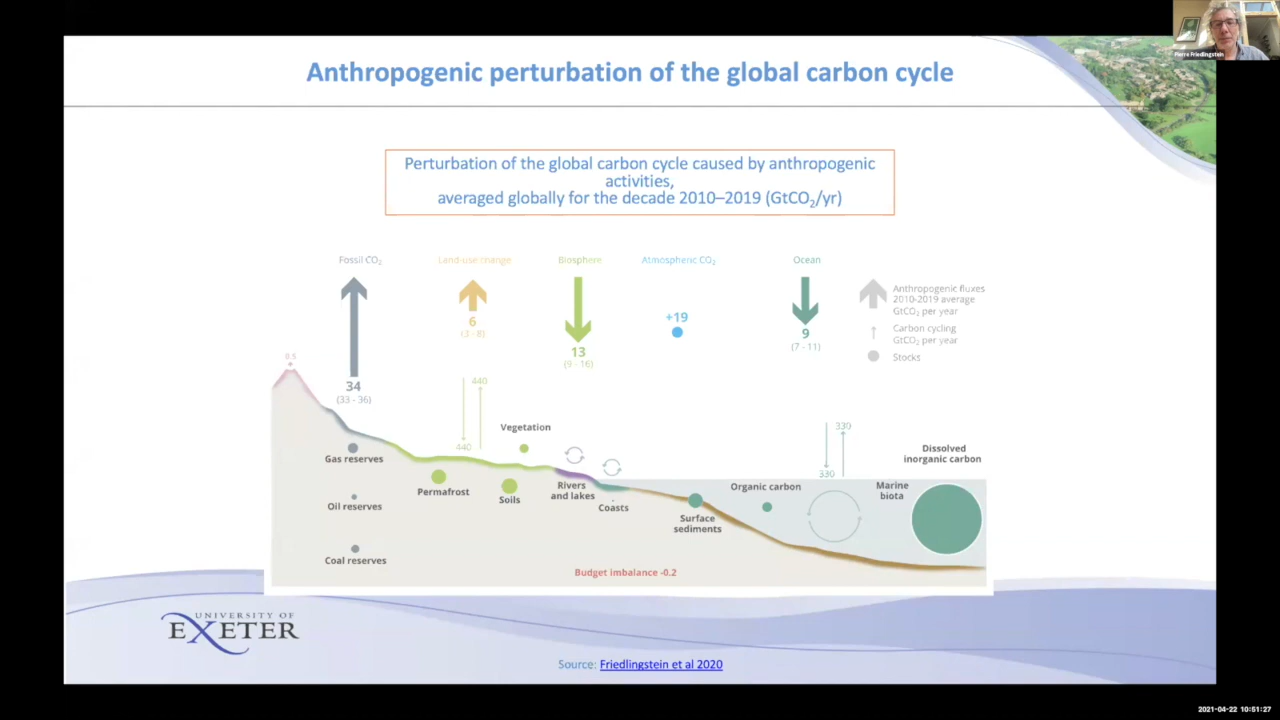 Pierre Friedlingstein
Anthropogenic perturbation of the global carbon cycle
Perturbation of the global carbon cycle caused by anthropogenic
activities,
averaged globally for the decade 2010–2019 (GtCO₂/yr)
Fossil CO₂
Land-use change
Biosphere
Atmospheric CO₂
Ocean
Anthropogenic fluxes
2010-2019 average
GtCO₂ per year
+19
6
(3 - 8)
9
(7 - 11)
Carbon cycling
GtCO₂ per year
13
(9 - 16)
Stocks
0.5
34
(33 - 36)
440
440
Vegetation
330
330
Gas reserves
Permafrost
Soils
Rivers
and lakes
Coasts
Organic carbon
Marine
biota
Dissolved
inorganic carbon
Oil reserves
Surface
sediments
Coal reserves
Budget imbalance -0.2
UNIVERSITY OF
EXETER
Source: Friedlingstein et al 2020
2021-04-22 10:51:27